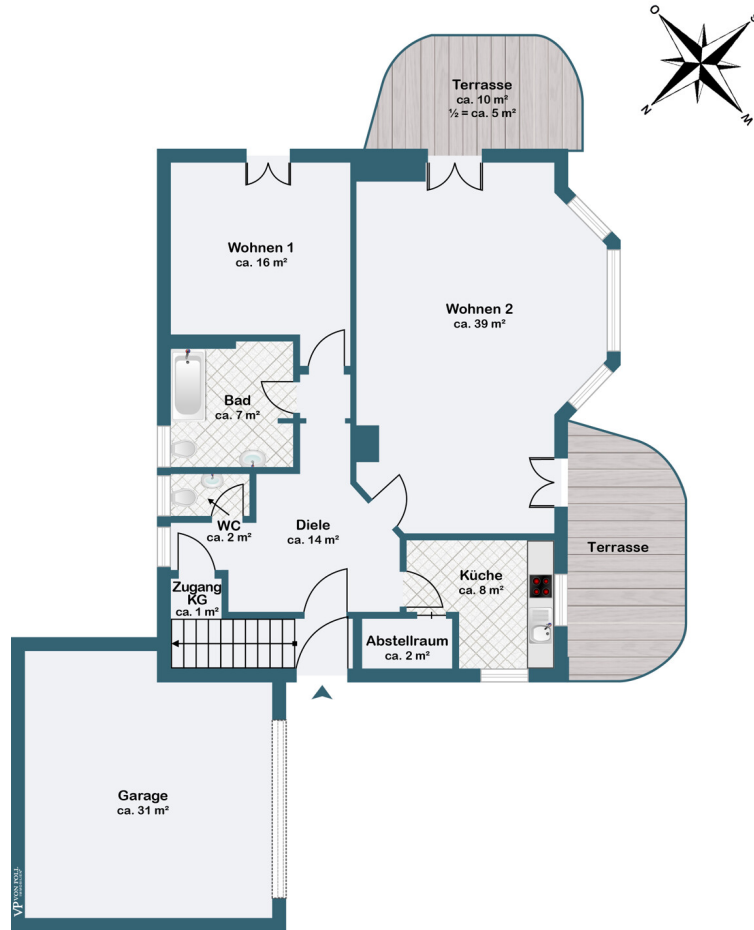 O
S
N
W
Terrasse
ca. 10 m²
½ = ca. 5 m²
Wohnen 1
ca. 16 m²
Wohnen 2
ca. 39 m²
Bad
ca. 7 m²
WC
ca. 2 m²
Diele
ca. 14 m²
Terrasse
Küche
ca. 8 m²
Zugang
KG
ca. 1 m²
Abstellraum
ca. 2 m²
Garage
ca. 31 m²
VP VON POLL